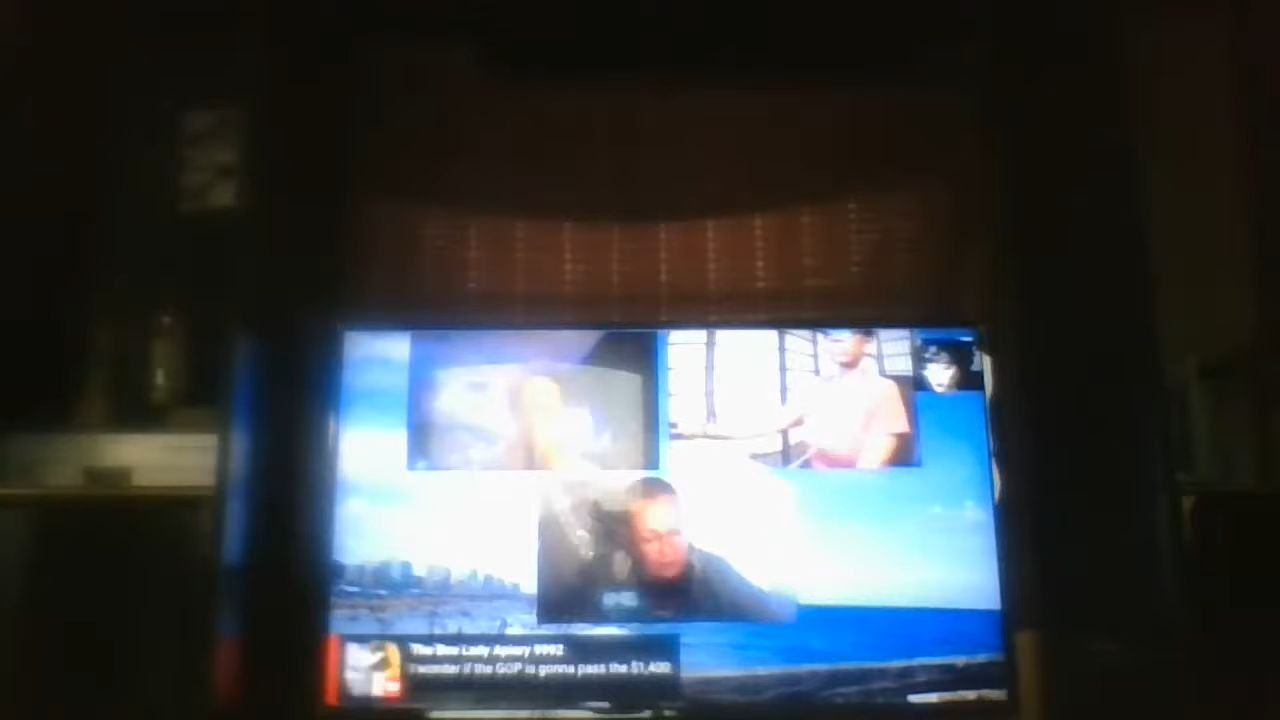 The Bee Lady Apiary 9992
I wonder if the GOP is gonna pass the $1,400